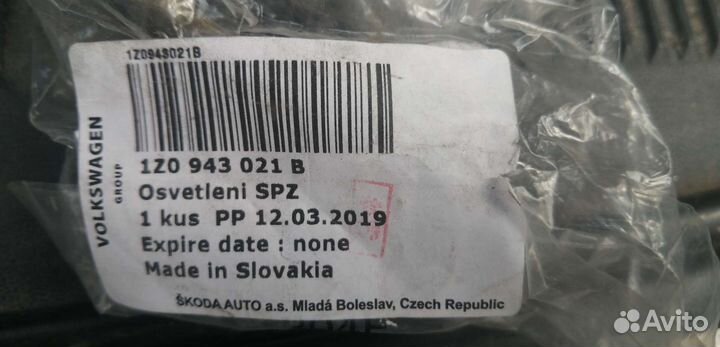 1Z0943021B
VOLKSWAGEN
GROUP
1Z0 943 021 B
Osvetleni SPZ
1 kus PP 12.03.2019
Expire date : none
Made in Slovakia
ŠKODA AUTO a.s. Mladá Boleslav, Czech Republic
Avito